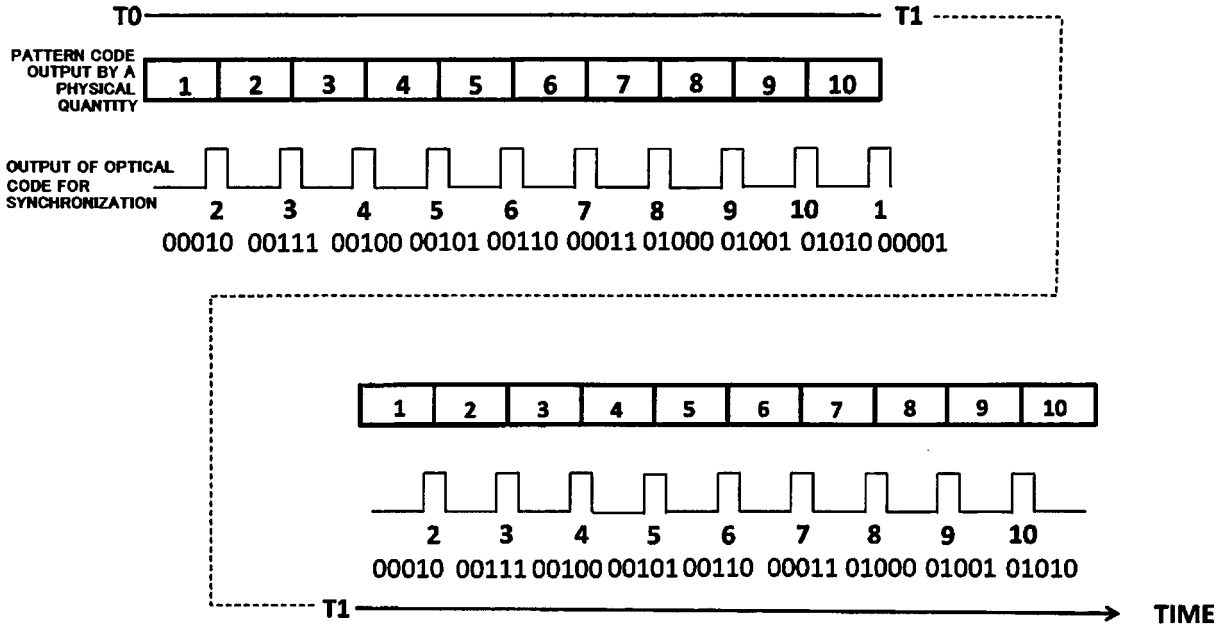 T0 T1
PATTERN CODE
OUTPUT BY A
PHYSICAL
QUANTITY
1 2 3 4 5 6 7 8 9 10
OUTPUT OF OPTICAL
CODE FOR
SYNCHRONIZATION
2 3 4 5 6 7 8 9 10 1
00010 00111 00100 00101 00110 00011 01000 01001 01010 00001
1 2 3 4 5 6 7 8 9 10
2 3 4 5 6 7 8 9 10
00010 00111 00100 00101 00110 00011 01000 01001 01010
T1 TIME